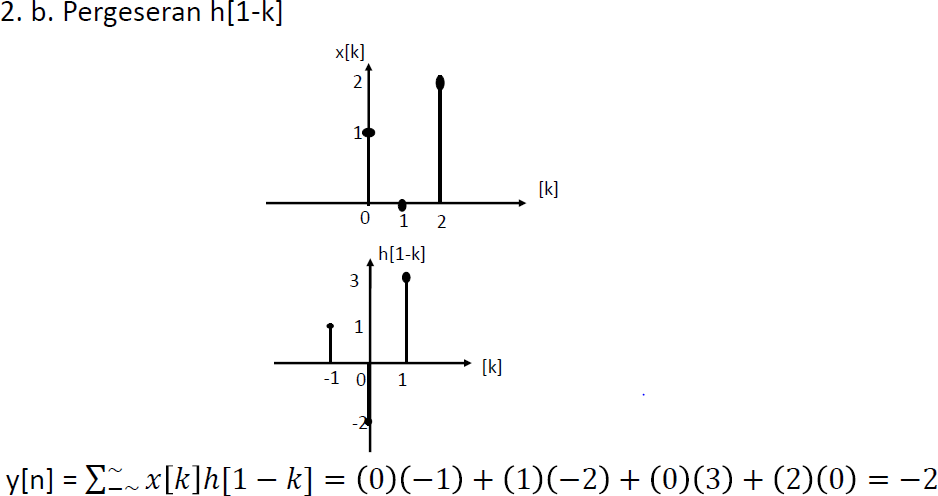 2. b. Pergeseran h[1-k]
x[k]
2
1
[k]
0 1 2
h[1-k]
3
1
[k]
-1 0 1
-2
y[n] = ∑_{−~}^{~} x[k]h[1 − k] = (0)(−1) + (1)(−2) + (0)(3) + (2)(0) = −2